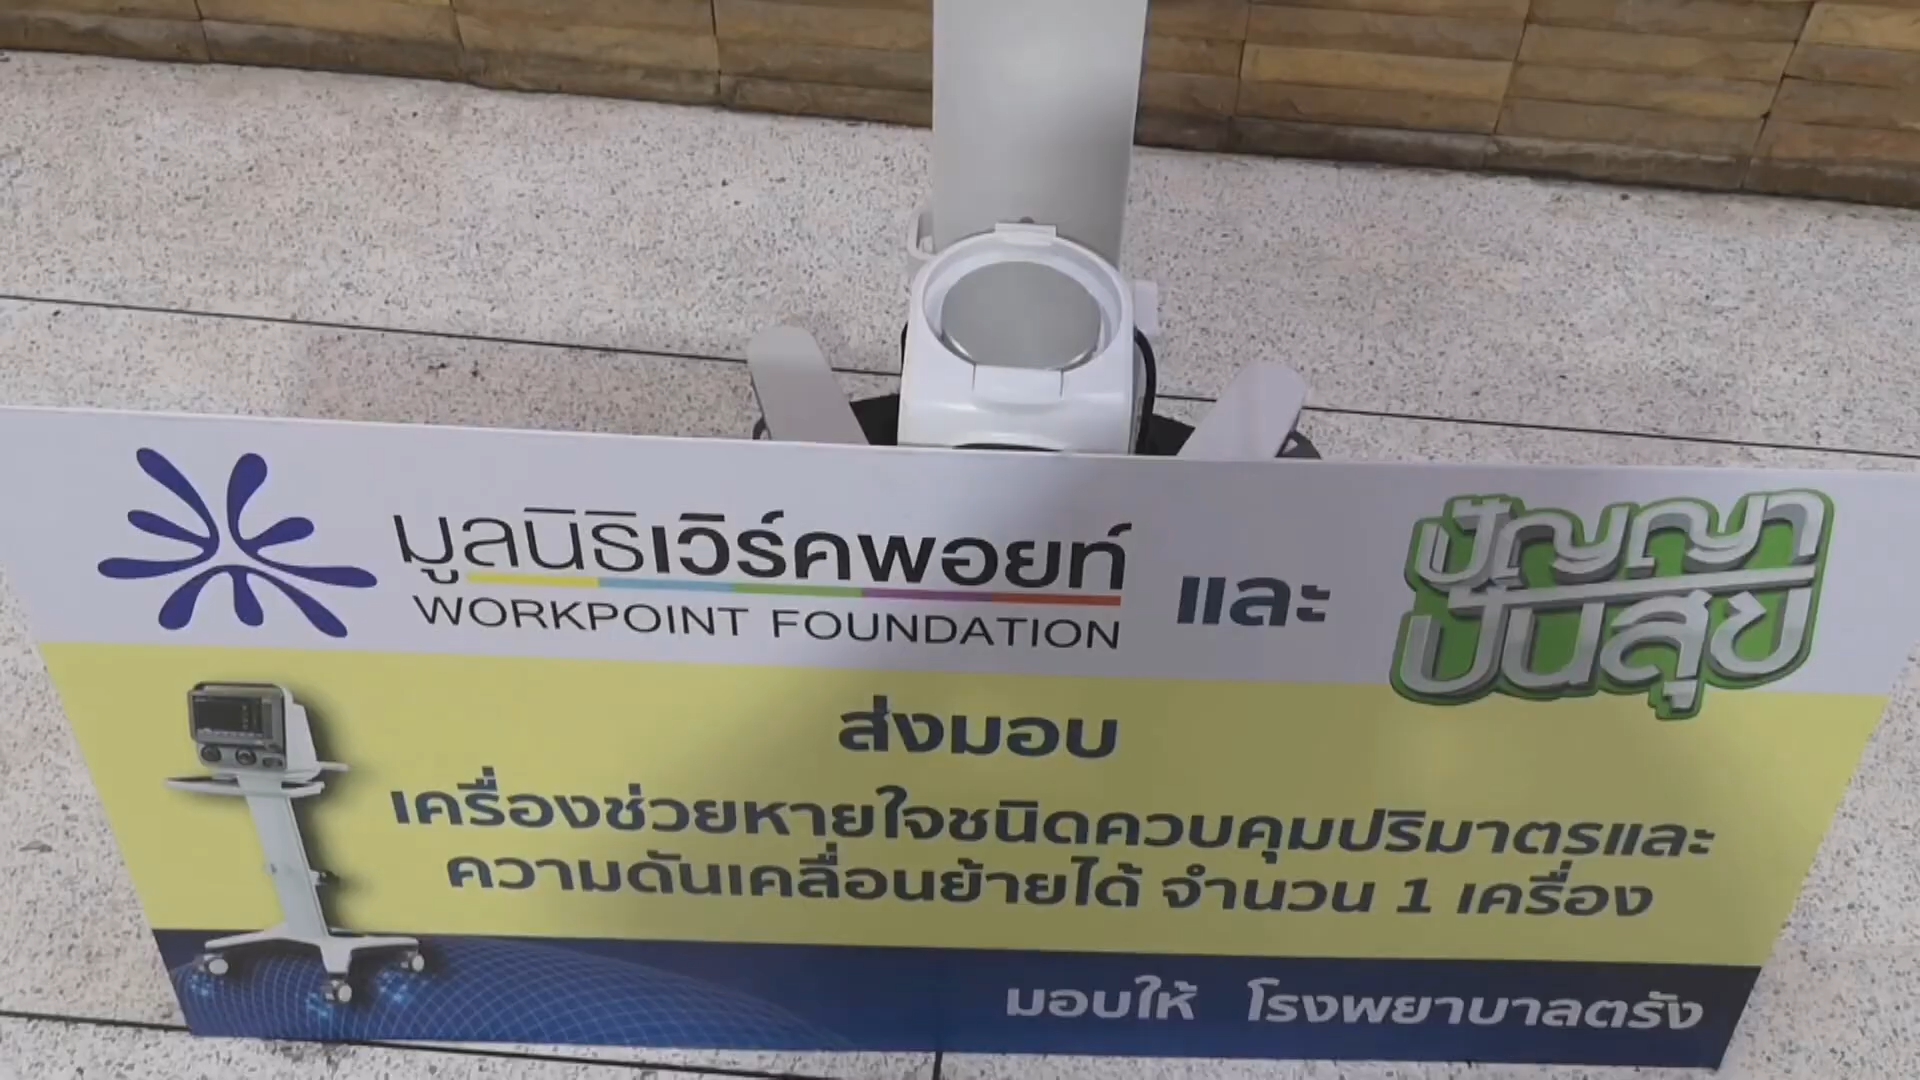 มูลนิธิเวิร์คพอยท์ และ ปัญญา
WORKPOINT FOUNDATION ปันสุข
ส่งมอบ
เครื่องช่วยหายใจชนิดควบคุมปริมาตรและ
ความดันเคลื่อนย้ายได้ จำนวน 1 เครื่อง
มอบให้ โรงพยาบาลตรัง